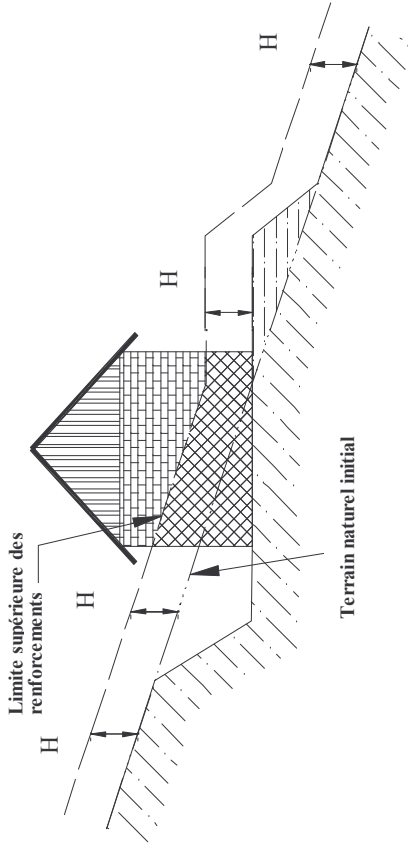 Limite supérieure des
renforcements
H
H
H
H
Terrain naturel initial